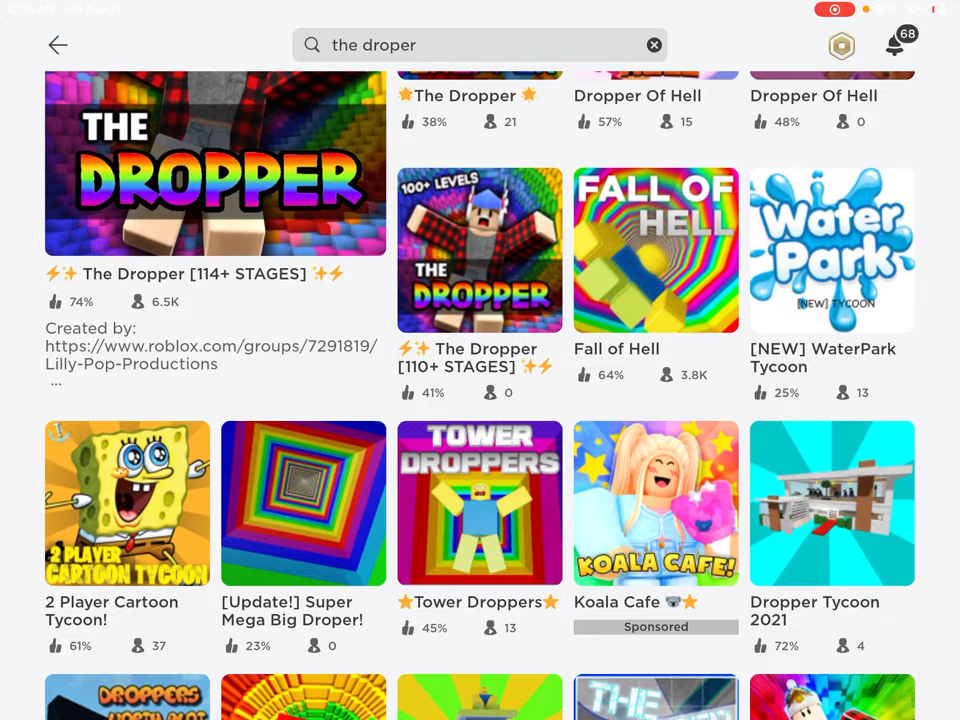 the droper
68
THE
DROPPER
⚡✨ The Dropper [114+ STAGES] ✨⚡
74% 6.5K
Created by:
https://www.roblox.com/groups/7291819/
Lilly-Pop-Productions
...
🌟The Dropper 🌟
38% 21
Dropper Of Hell
57% 15
Dropper Of Hell
48% 0
100+ LEVELS
THE
DROPPER
⚡✨ The Dropper
[110+ STAGES] ✨⚡
41% 0
FALL OF
HELL
Fall of Hell
64% 3.8K
Water
Park
[NEW] TYCOON
[NEW] WaterPark
Tycoon
25% 13
2 PLAYER
CARTOON TYCOON
2 Player Cartoon
Tycoon!
61% 37
[Update!] Super
Mega Big Droper!
23% 0
TOWER
DROPPERS
⭐Tower Droppers⭐
45% 13
KOALA CAFE!
Koala Cafe 🐨⭐
Sponsored
Dropper Tycoon
2021
72% 4
DROPPERS
THE